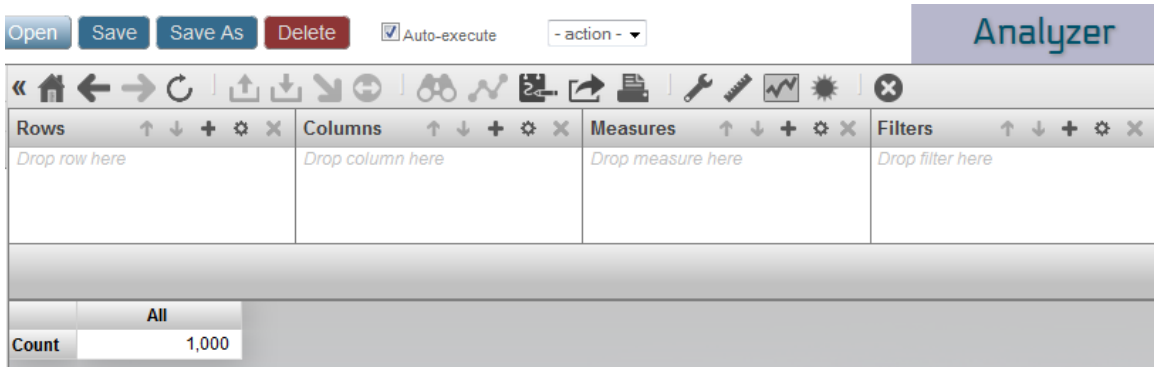 Open Save Save As Delete Auto-execute - action - Analyzer
Rows Columns Measures Filters
Drop row here Drop column here Drop measure here Drop filter here
All
Count 1,000